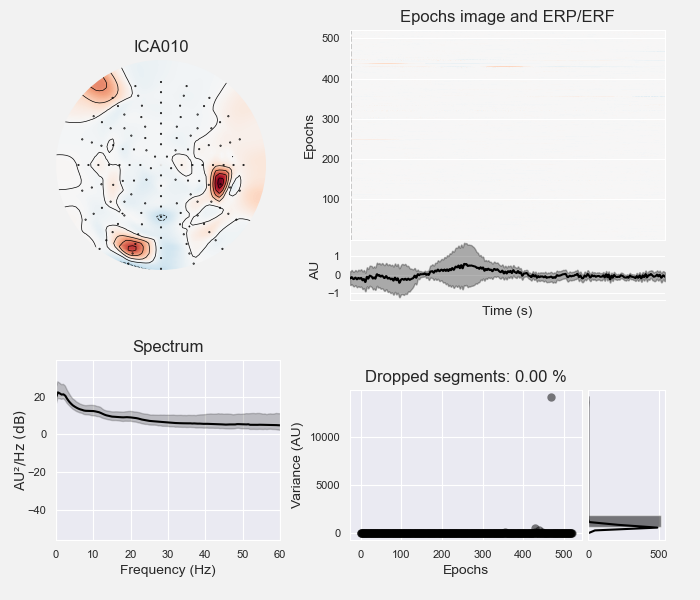 ICA010
Epochs image and ERP/ERF
Epochs
500
400
300
200
100
AU
1
0
−1
Time (s)
Spectrum
AU²/Hz (dB)
20
0
−20
−40
0 10 20 30 40 50 60
Frequency (Hz)
Dropped segments: 0.00 %
Variance (AU)
10000
5000
0
0 100 200 300 400 500
Epochs
0 500